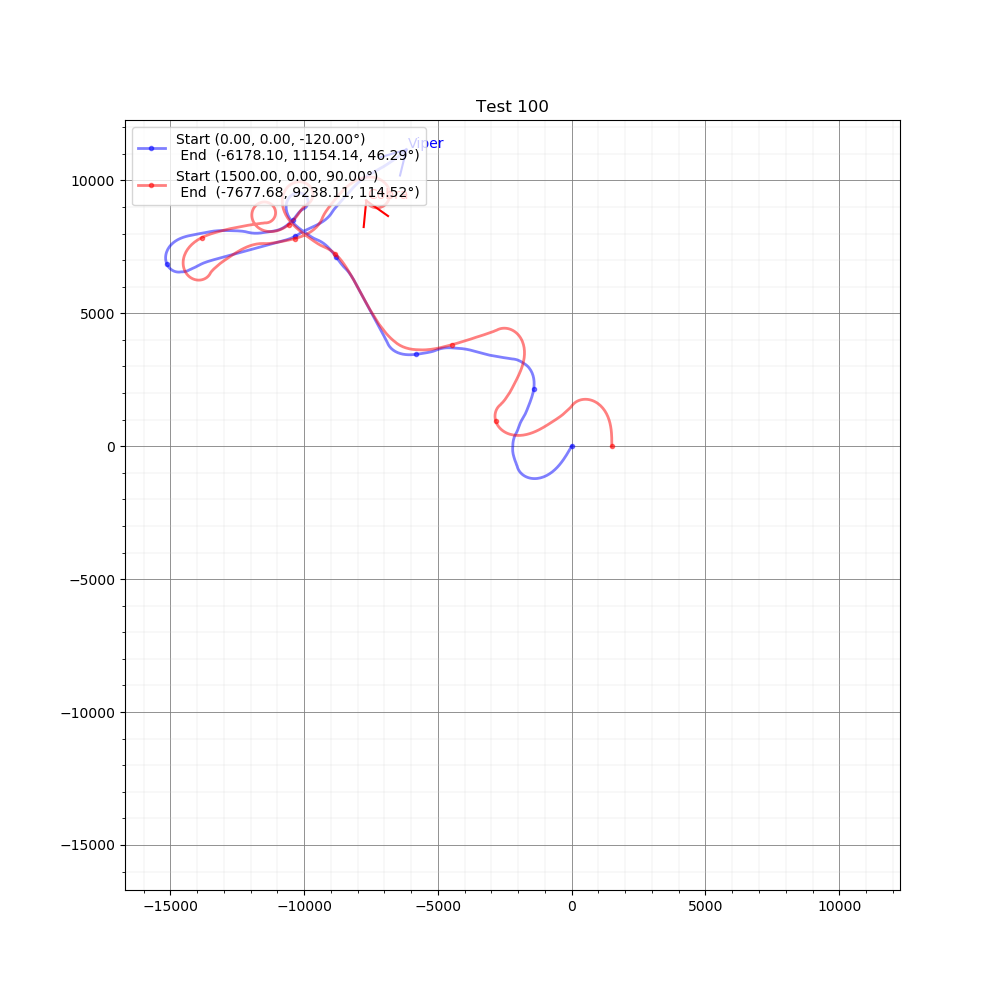 Test 100
Viper
Start (0.00, 0.00, -120.00°)
End (-6178.10, 11154.14, 46.29°)
Start (1500.00, 0.00, 90.00°)
End (-7677.68, 9238.11, 114.52°)
10000
5000
0
−5000
−10000
−15000
−15000 −10000 −5000 0 5000 10000